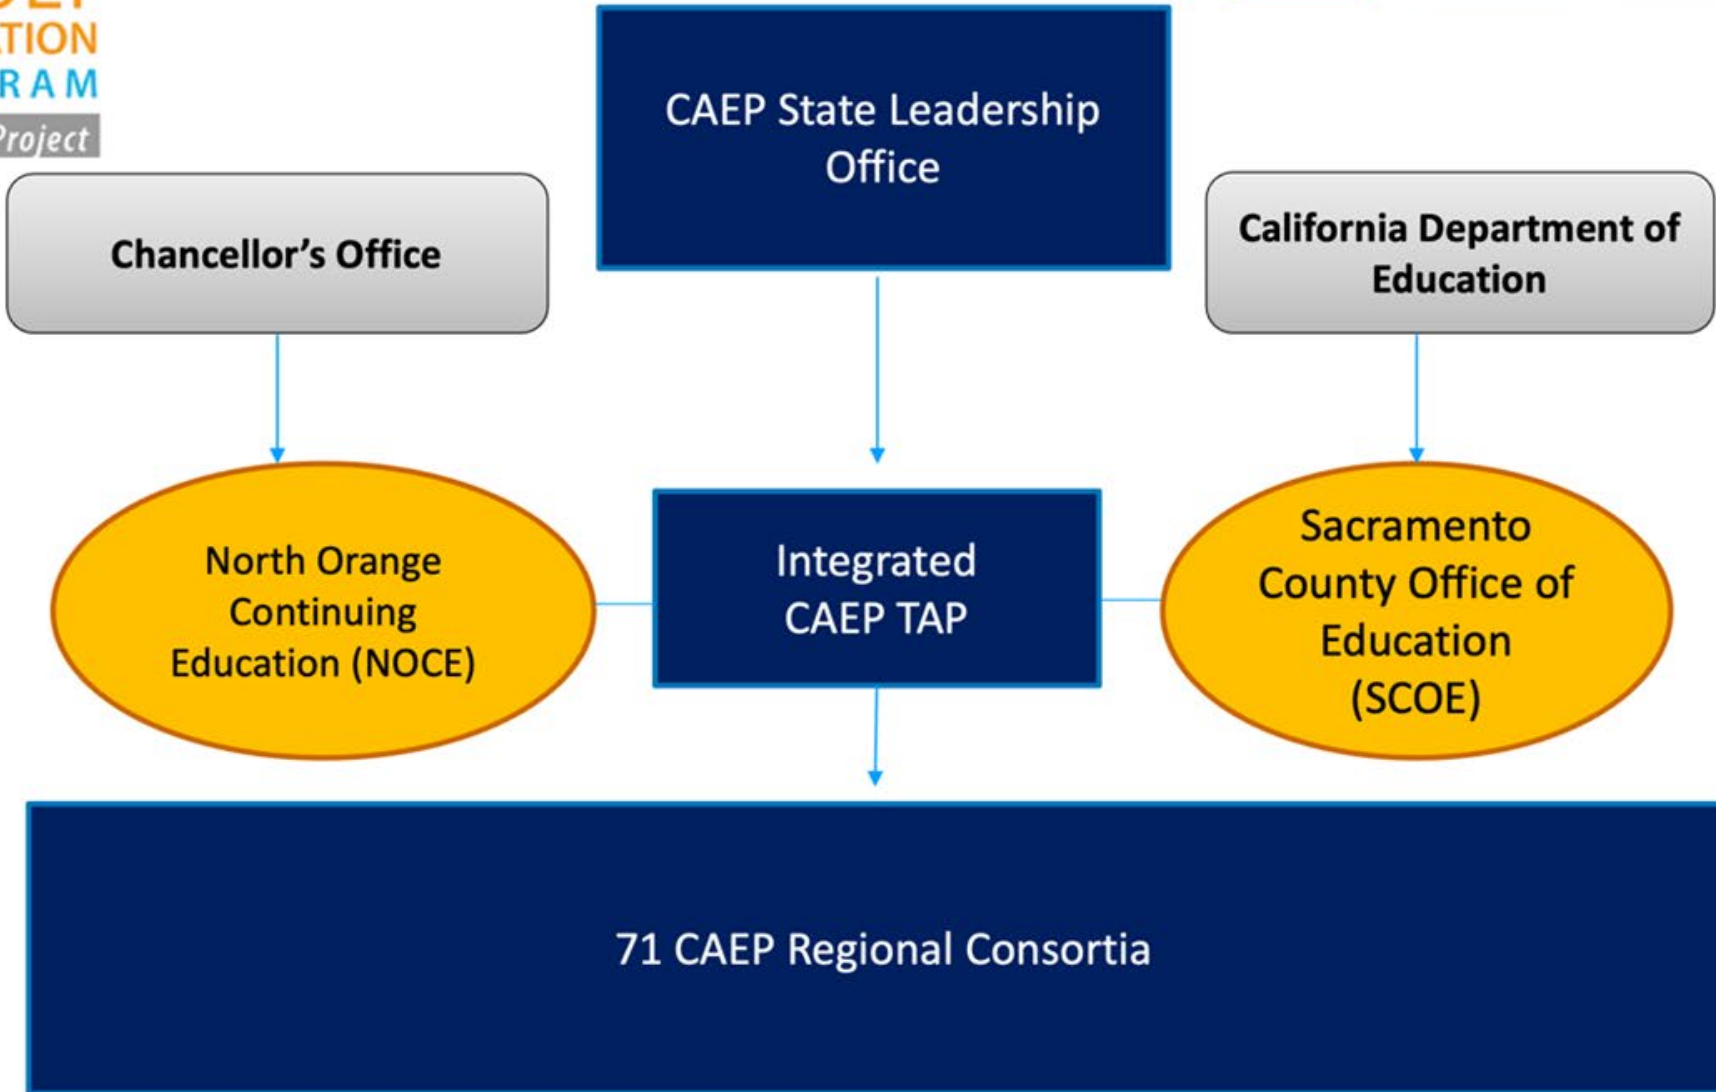 RAM
Project
CAEP State Leadership
Office
Chancellor’s Office
California Department of
Education
North Orange
Continuing
Education (NOCE)
Integrated
CAEP TAP
Sacramento
County Office of
Education
(SCOE)
71 CAEP Regional Consortia